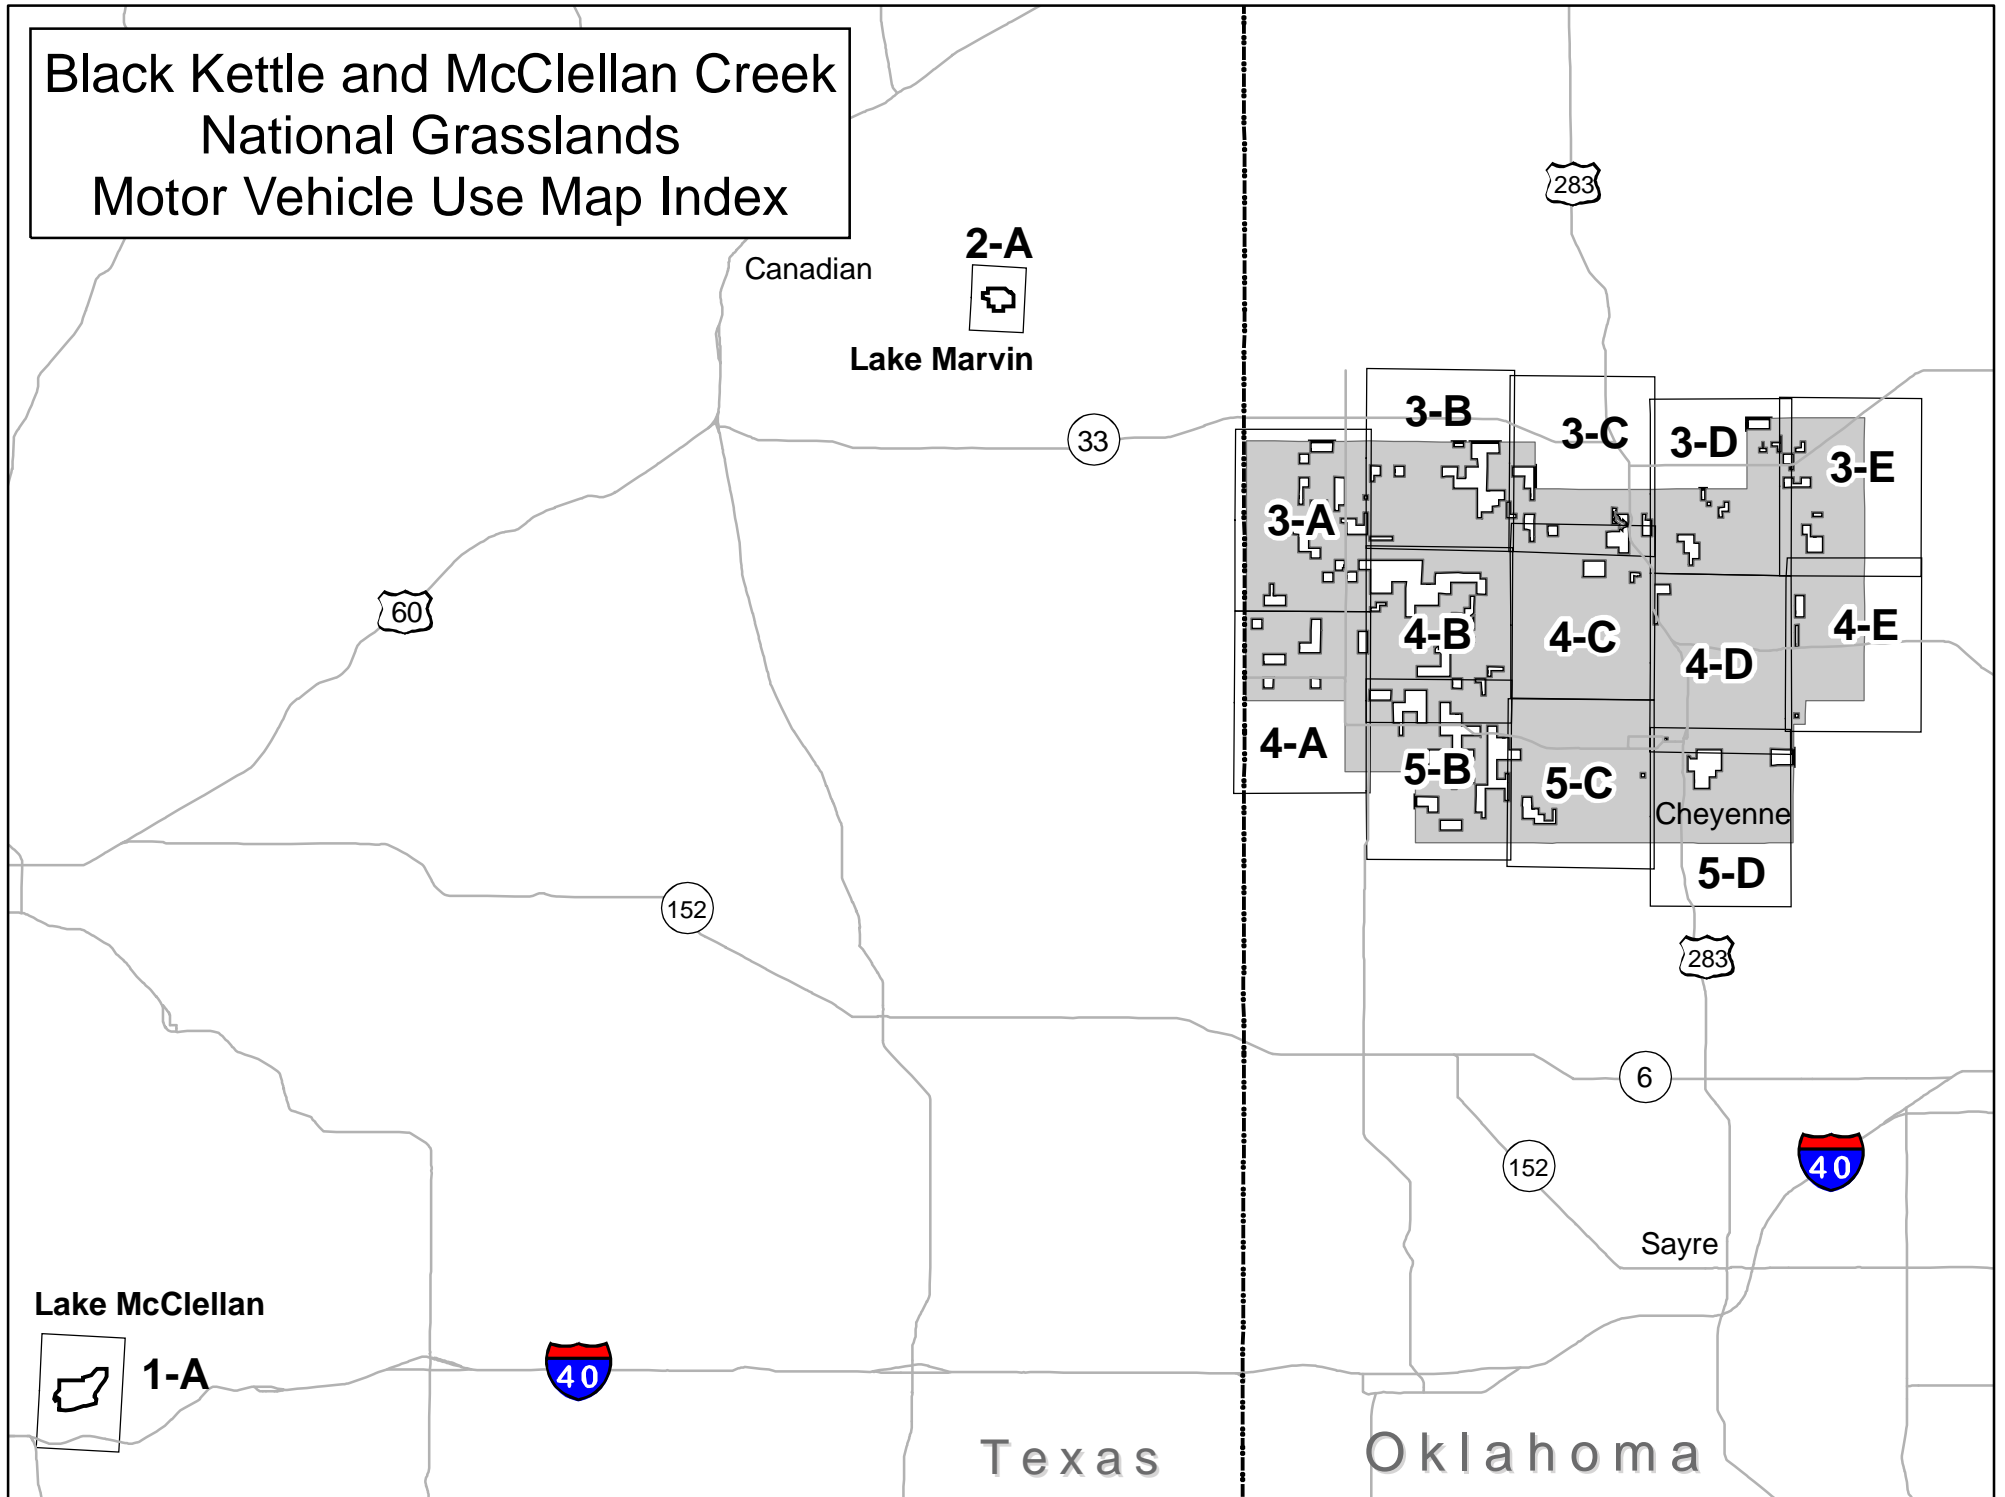 Black Kettle and McClellan Creek
National Grasslands
Motor Vehicle Use Map Index
283
2-A
Canadian
Lake Marvin
33
3-B
3-C
3-D
3-E
3-A
60
4-B
4-C
4-E
4-D
4-A
5-B
5-C
Cheyenne
5-D
152
283
6
40
152
Sayre
Lake McClellan
1-A
40
Texas
Oklahoma